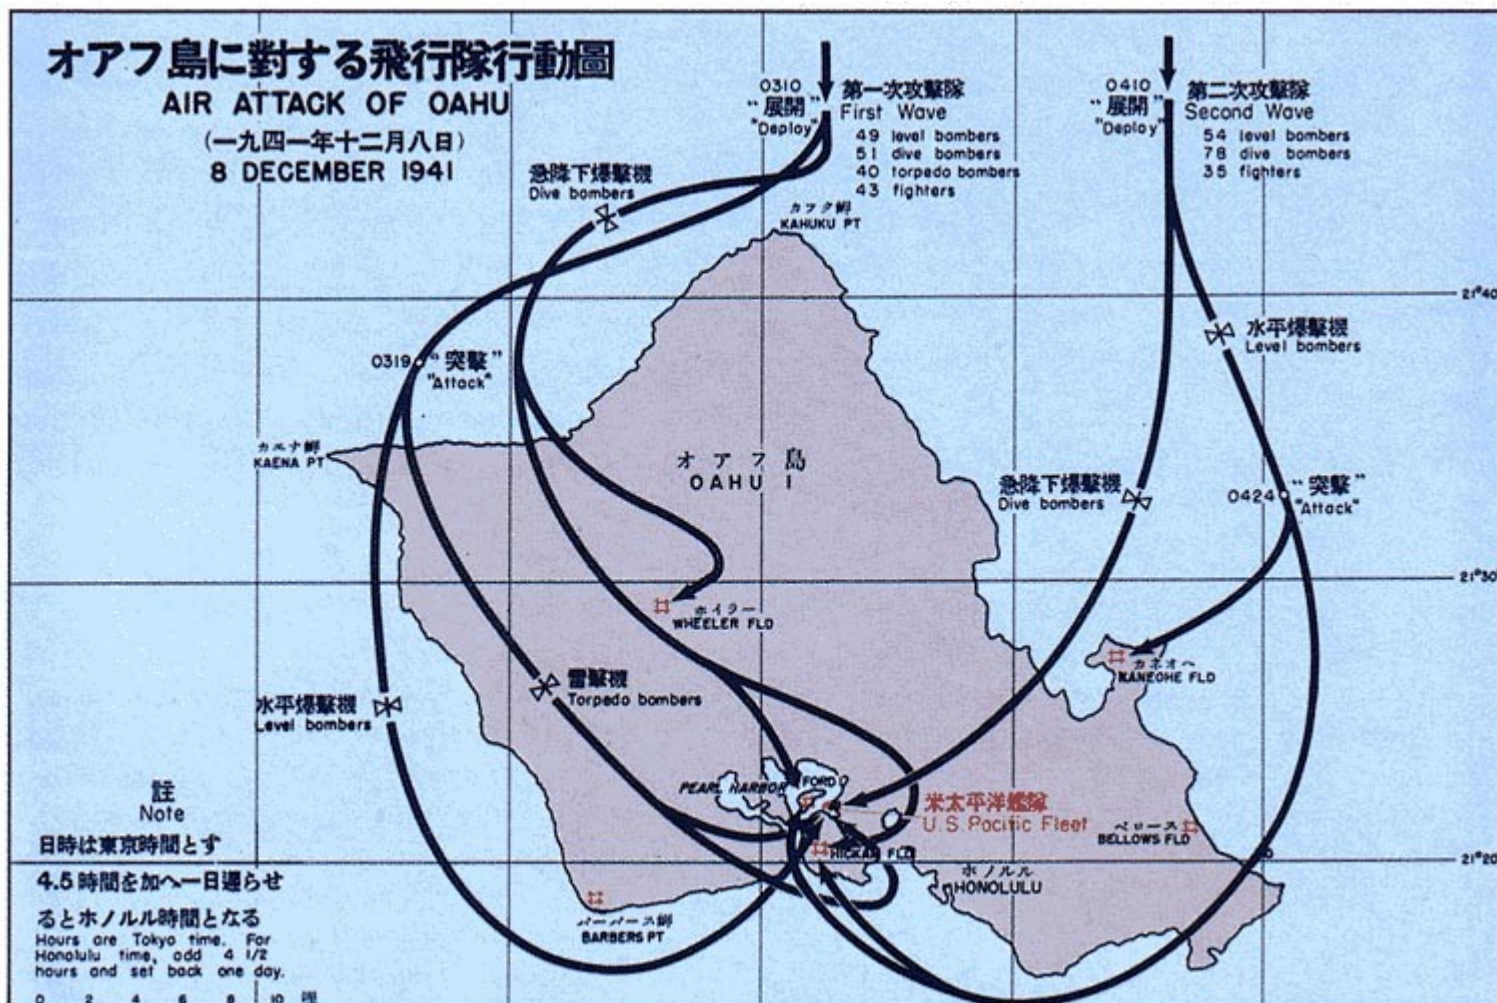 オアフ島に對する飛行隊行動圖
AIR ATTACK OF OAHU
(一九四一年十二月八日)
8 DECEMBER 1941
0310
"展開"
"Deploy"
第一次攻擊隊
First Wave
49 level bombers
51 dive bombers
40 torpedo bombers
43 fighters
0410
"展開"
"Deploy"
第二次攻擊隊
Second Wave
54 level bombers
78 dive bombers
35 fighters
急降下爆擊機
Dive bombers
カフク岬
KAHUKU PT
21°40
水平爆擊機
Level bombers
0319 "突擊"
"Attack"
カエナ岬
KAENA PT
オアフ島
OAHU I
急降下爆擊機
Dive bombers
0424 "突擊"
"Attack"
21°30
ホイラー
WHEELER FLD
カネオヘ
KANEOHE FLD
雷擊機
Torpedo bombers
水平爆擊機
Level bombers
PEARL HARBOR
FORD
米太平洋艦隊
U.S. Pacific Fleet
HICKAM FLD
ベロース
BELLOWS FLD
ホノルル
HONOLULU
21°20
バーバース岬
BARBERS PT
註
Note
日時は東京時間とず
4.5時間を加へ一日遲らせ
るとホノルル時間となる
Hours are Tokyo time. For
Honolulu time, add 4 1/2
hours and set back one day.
0 2 4 6 8 10 浬